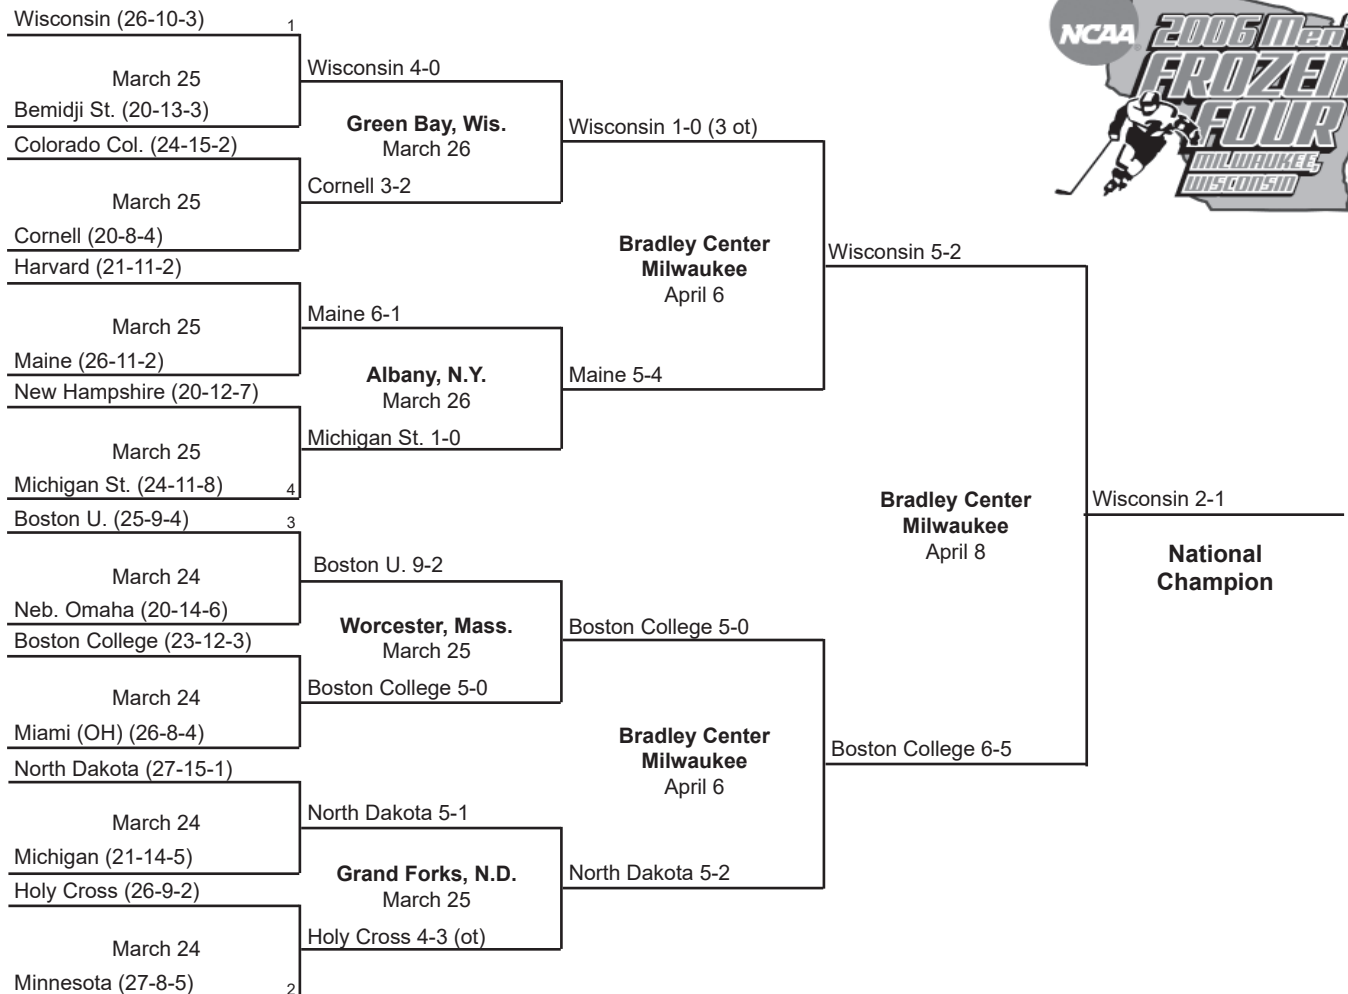 Wisconsin (26-10-3)
1
March 25
Bemidji St. (20-13-3)
Colorado Col. (24-15-2)
March 25
Cornell (20-8-4)
Harvard (21-11-2)
March 25
Maine (26-11-2)
New Hampshire (20-12-7)
March 25
Michigan St. (24-11-8)
4
Boston U. (25-9-4)
3
March 24
Neb. Omaha (20-14-6)
Boston College (23-12-3)
March 24
Miami (OH) (26-8-4)
North Dakota (27-15-1)
March 24
Michigan (21-14-5)
Holy Cross (26-9-2)
March 24
Minnesota (27-8-5)
2
Wisconsin 4-0
Green Bay, Wis.
March 26
Cornell 3-2
Maine 6-1
Albany, N.Y.
March 26
Michigan St. 1-0
Boston U. 9-2
Worcester, Mass.
March 25
Boston College 5-0
North Dakota 5-1
Grand Forks, N.D.
March 25
Holy Cross 4-3 (ot)
Wisconsin 1-0 (3 ot)
Bradley Center
Milwaukee
April 6
Maine 5-4
Boston College 5-0
Bradley Center
Milwaukee
April 6
North Dakota 5-2
Wisconsin 5-2
Bradley Center
Milwaukee
April 8
Boston College 6-5
Wisconsin 2-1
National
Champion
NCAA
2006 Men'
FROZEN
FOUR
MILWAUKEE,
WISCONSIN